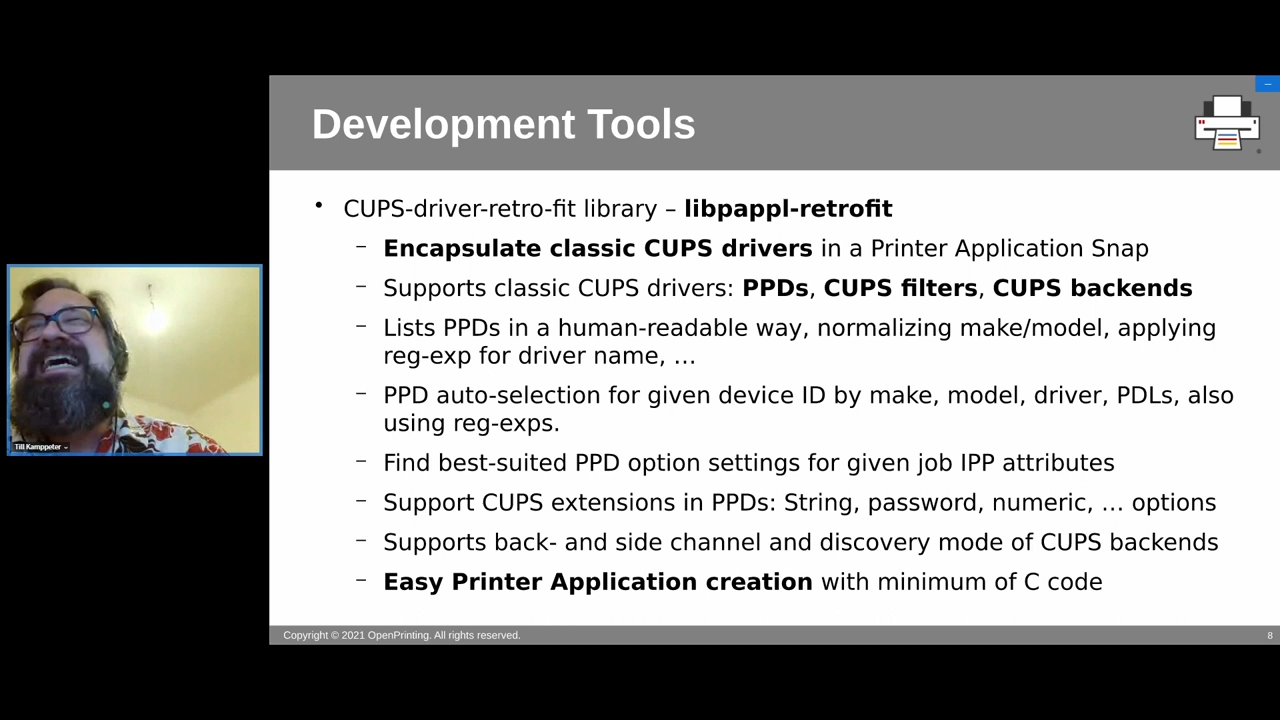 Development Tools
• CUPS-driver-retro-fit library – libpappl-retrofit
– Encapsulate classic CUPS drivers in a Printer Application Snap
– Supports classic CUPS drivers: PPDs, CUPS filters, CUPS backends
– Lists PPDs in a human-readable way, normalizing make/model, applying
reg-exp for driver name, …
– PPD auto-selection for given device ID by make, model, driver, PDLs, also
using reg-exps.
– Find best-suited PPD option settings for given job IPP attributes
– Support CUPS extensions in PPDs: String, password, numeric, … options
– Supports back- and side channel and discovery mode of CUPS backends
– Easy Printer Application creation with minimum of C code
Till Kamppeter
Copyright © 2021 OpenPrinting. All rights reserved.
8